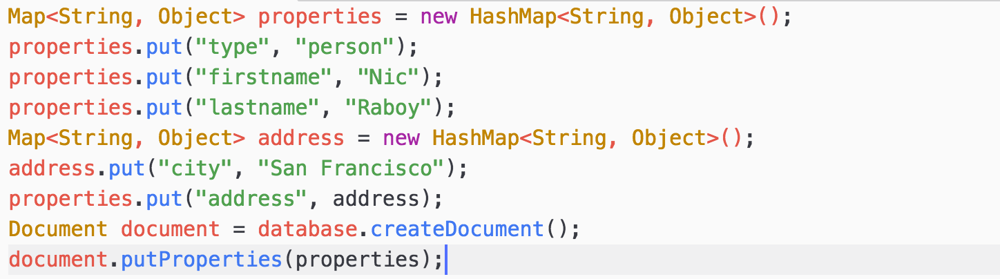 Map<String, Object> properties = new HashMap<String, Object>();
properties.put("type", "person");
properties.put("firstname", "Nic");
properties.put("lastname", "Raboy");
Map<String, Object> address = new HashMap<String, Object>();
address.put("city", "San Francisco");
properties.put("address", address);
Document document = database.createDocument();
document.putProperties(properties);